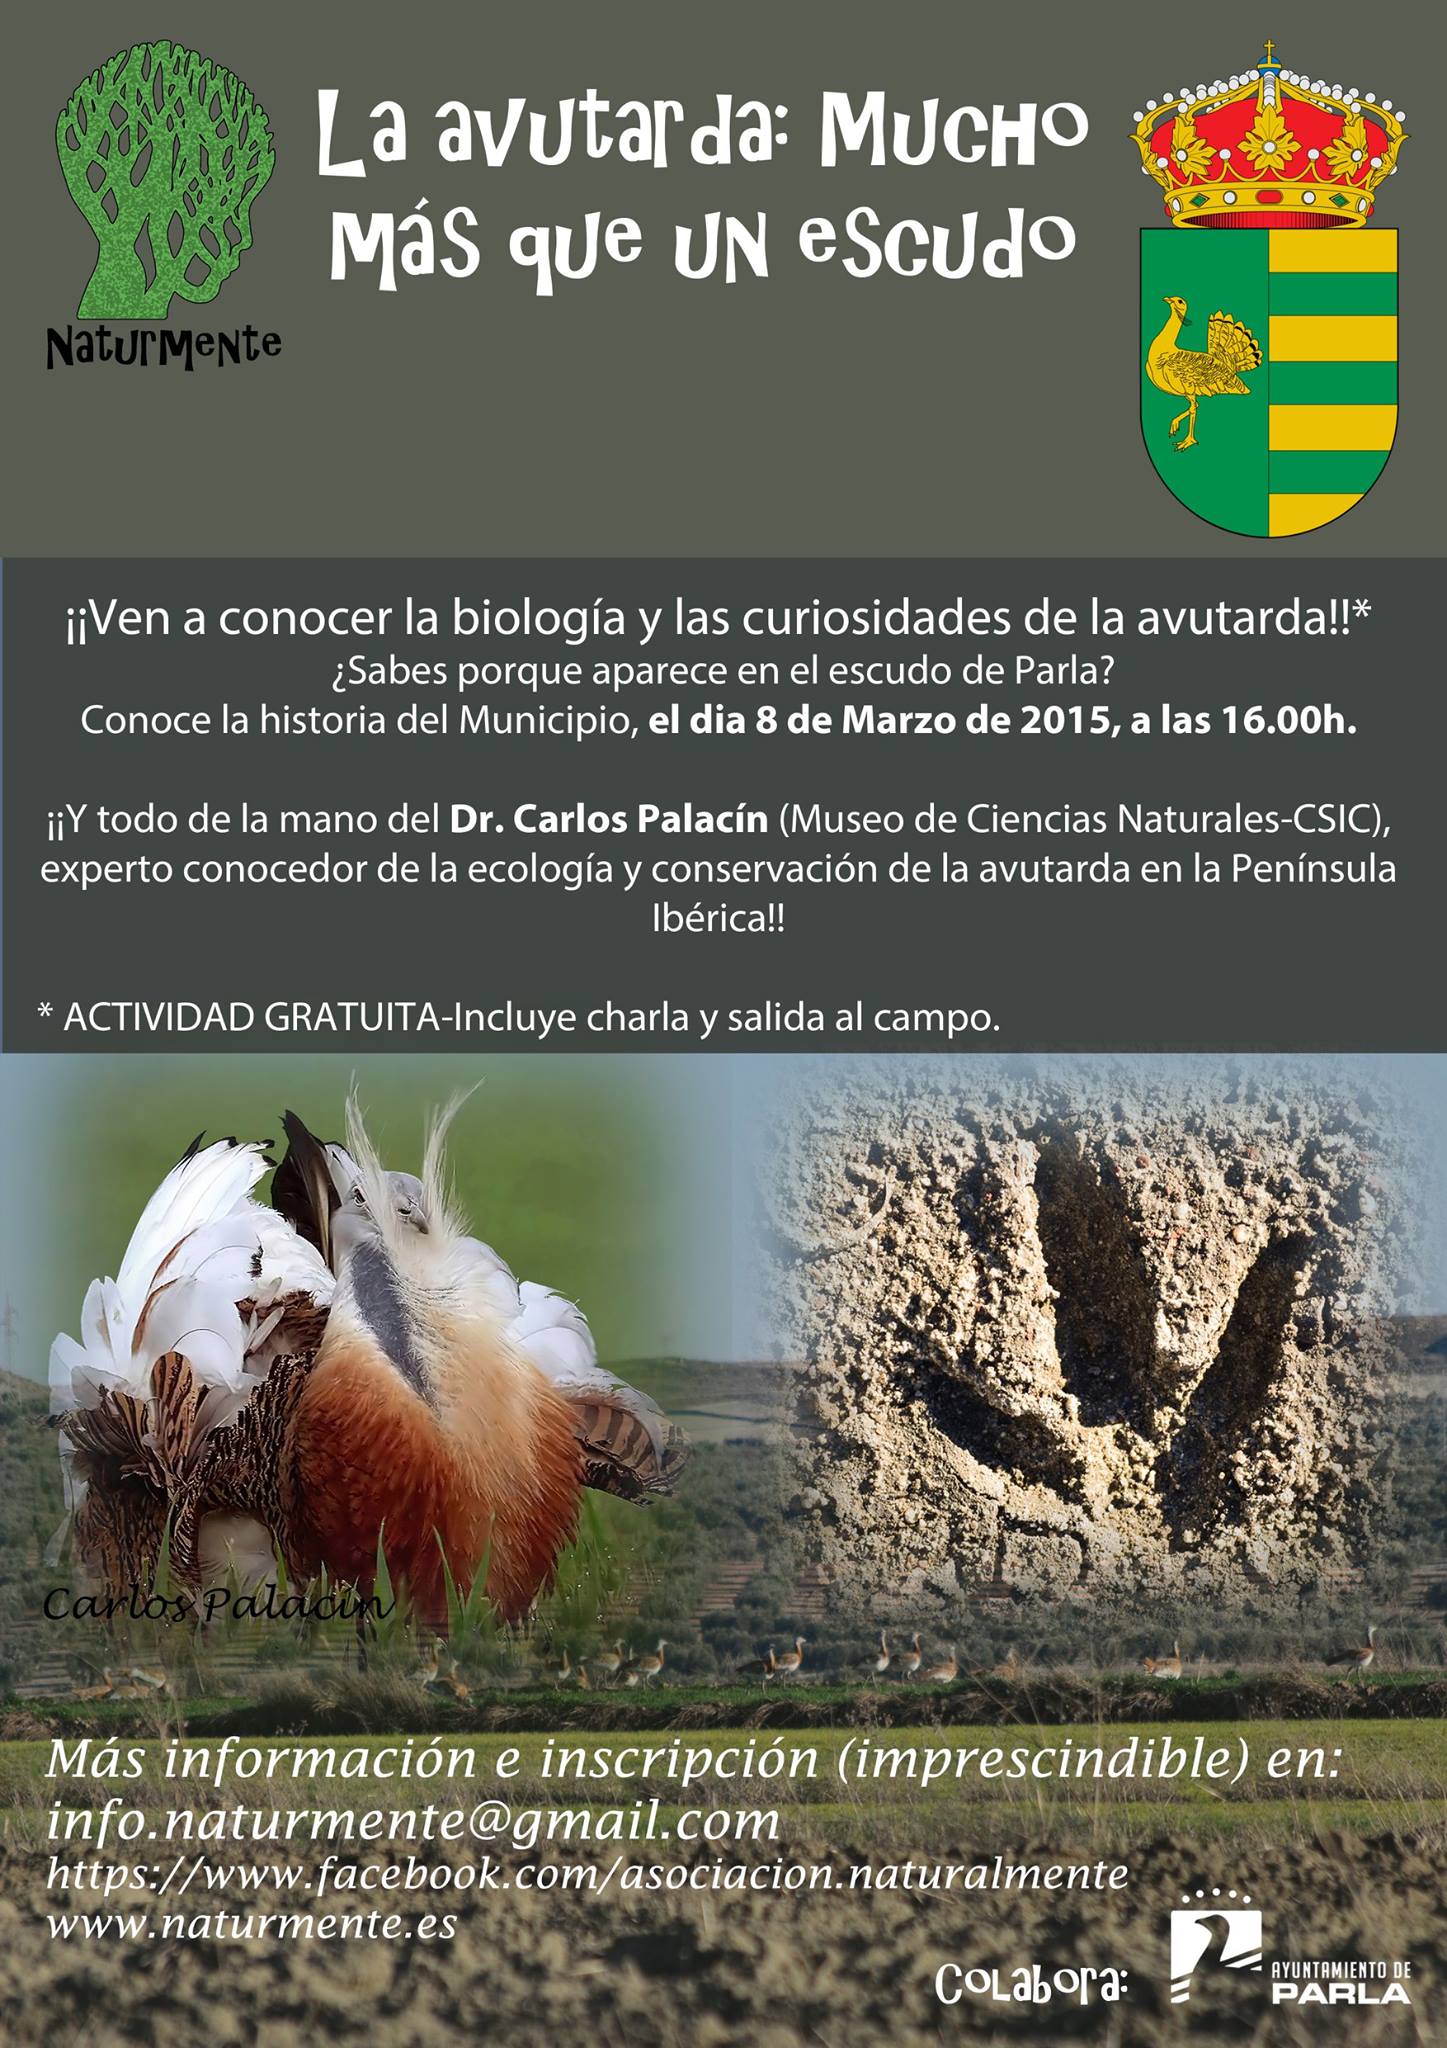 La avutarda: Mucho
más que un escudo
Naturmente
¡¡Ven a conocer la biología y las curiosidades de la avutarda!!*
¿Sabes porque aparece en el escudo de Parla?
Conoce la historia del Municipio, el dia 8 de Marzo de 2015, a las 16.00h.
¡¡Y todo de la mano del Dr. Carlos Palacín (Museo de Ciencias Naturales-CSIC),
experto conocedor de la ecología y conservación de la avutarda en la Península
Ibérica!!
* ACTIVIDAD GRATUITA-Incluye charla y salida al campo.
Carlos Palacín
Más información e inscripción (imprescindible) en:
info.naturmente@gmail.com
https://www.facebook.com/asociacion.naturalmente
www.naturmente.es
Colabora:
AYUNTAMIENTO DE
PARLA